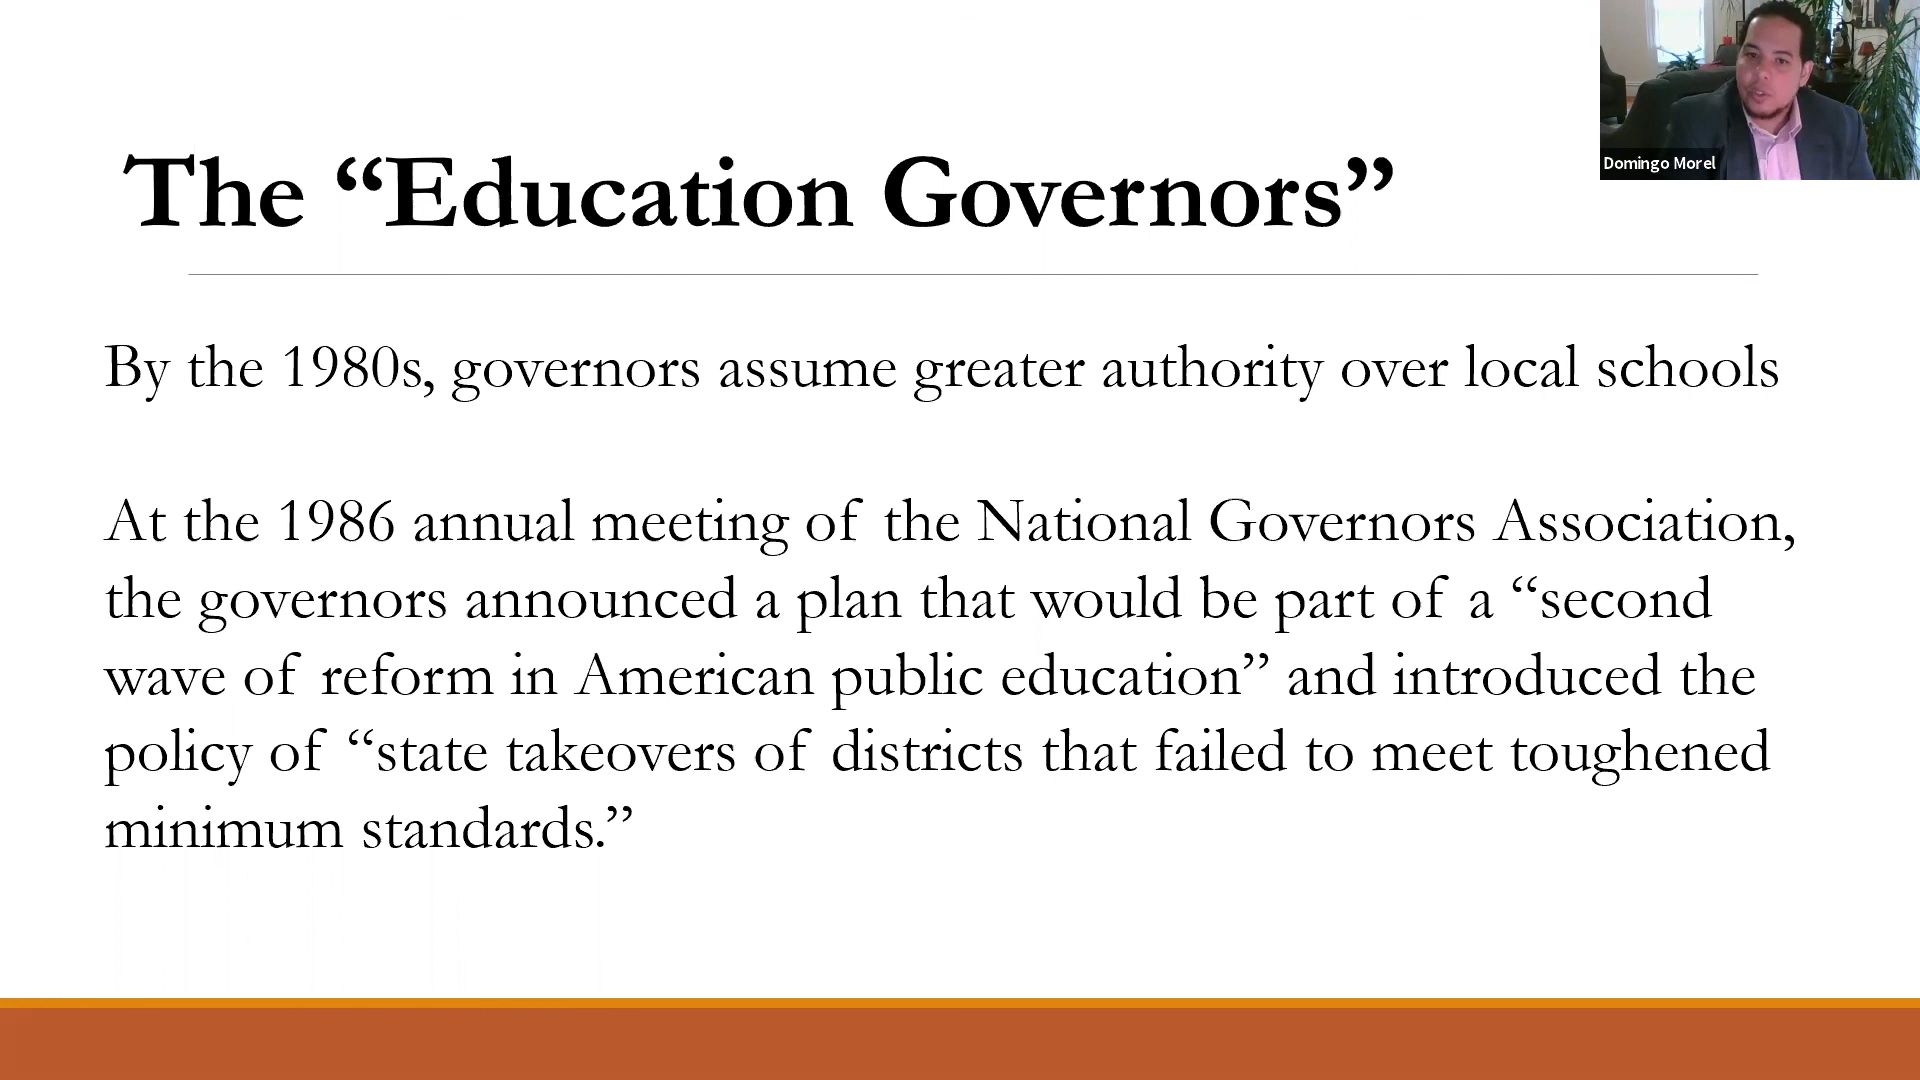 Domingo Morel
The “Education Governors”
By the 1980s, governors assume greater authority over local schools
At the 1986 annual meeting of the National Governors Association,
the governors announced a plan that would be part of a “second
wave of reform in American public education” and introduced the
policy of “state takeovers of districts that failed to meet toughened
minimum standards.”